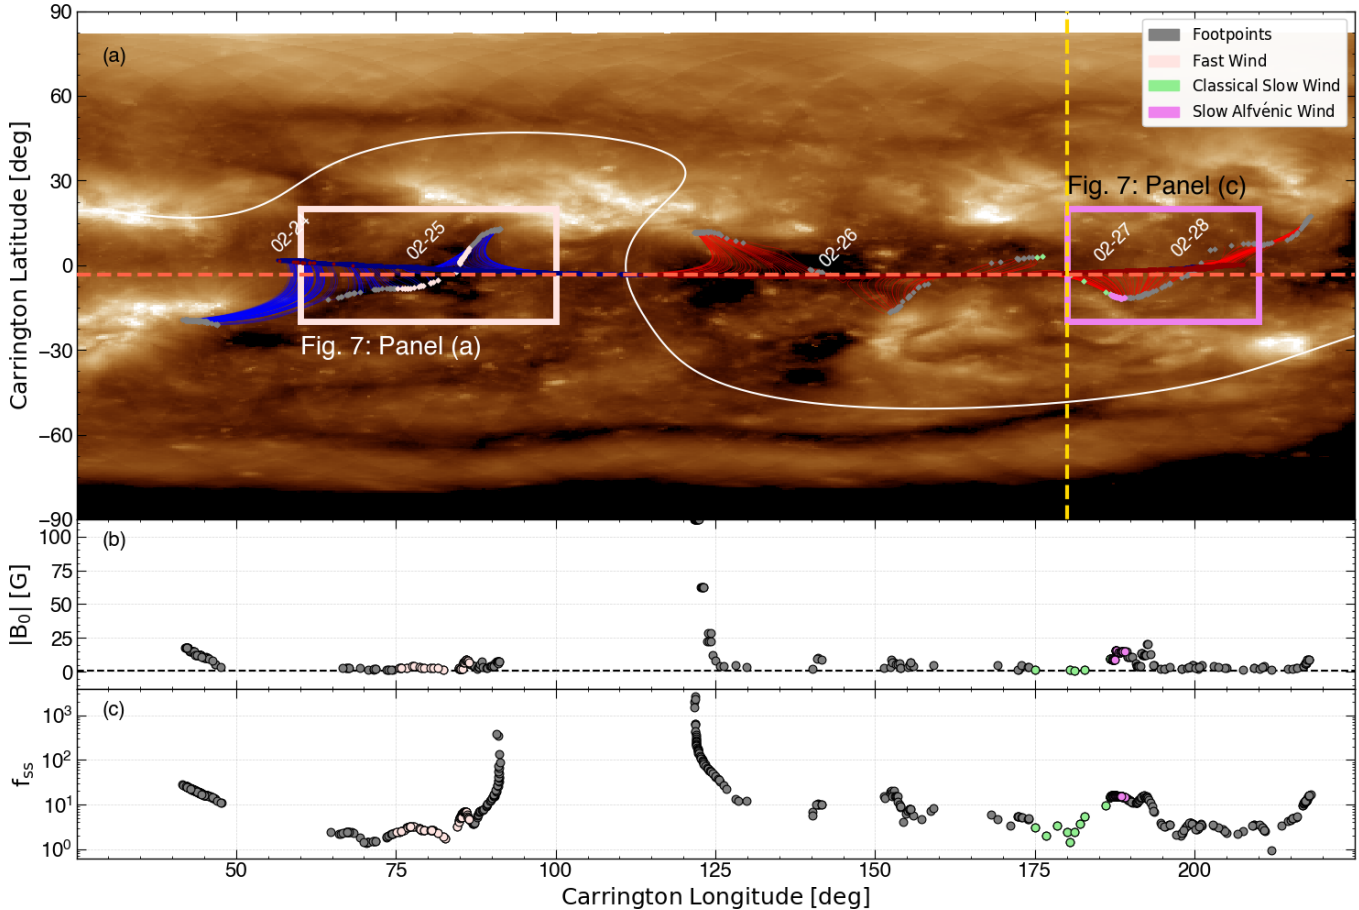 90
60
30
0
−30
−60
−90
Carrington Latitude [deg]
(a)
Footpoints
Fast Wind
Classical Slow Wind
Slow Alfvénic Wind
02-24
02-25
02-26
02-27
02-28
Fig. 7: Panel (c)
Fig. 7: Panel (a)
(b)
100
75
50
25
0
|B₀| [G]
(c)
10³
10²
10¹
10⁰
fₛₛ
50
75
100
125
150
175
200
Carrington Longitude [deg]